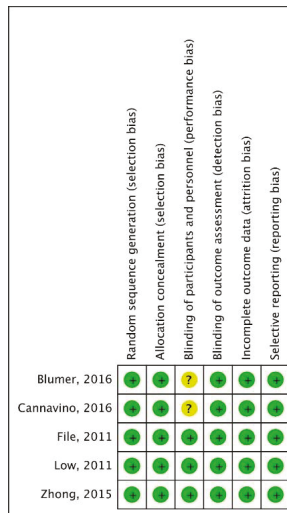 Random sequence generation (selection bias)
Allocation concealment (selection bias)
Blinding of participants and personnel (performance bias)
Blinding of outcome assessment (detection bias)
Incomplete outcome data (attrition bias)
Selective reporting (reporting bias)
Blumer, 2016 + + ? + + +
Cannavino, 2016 + + ? + + +
File, 2011 + + + + + +
Low, 2011 + + + + + +
Zhong, 2015 + + + + + +